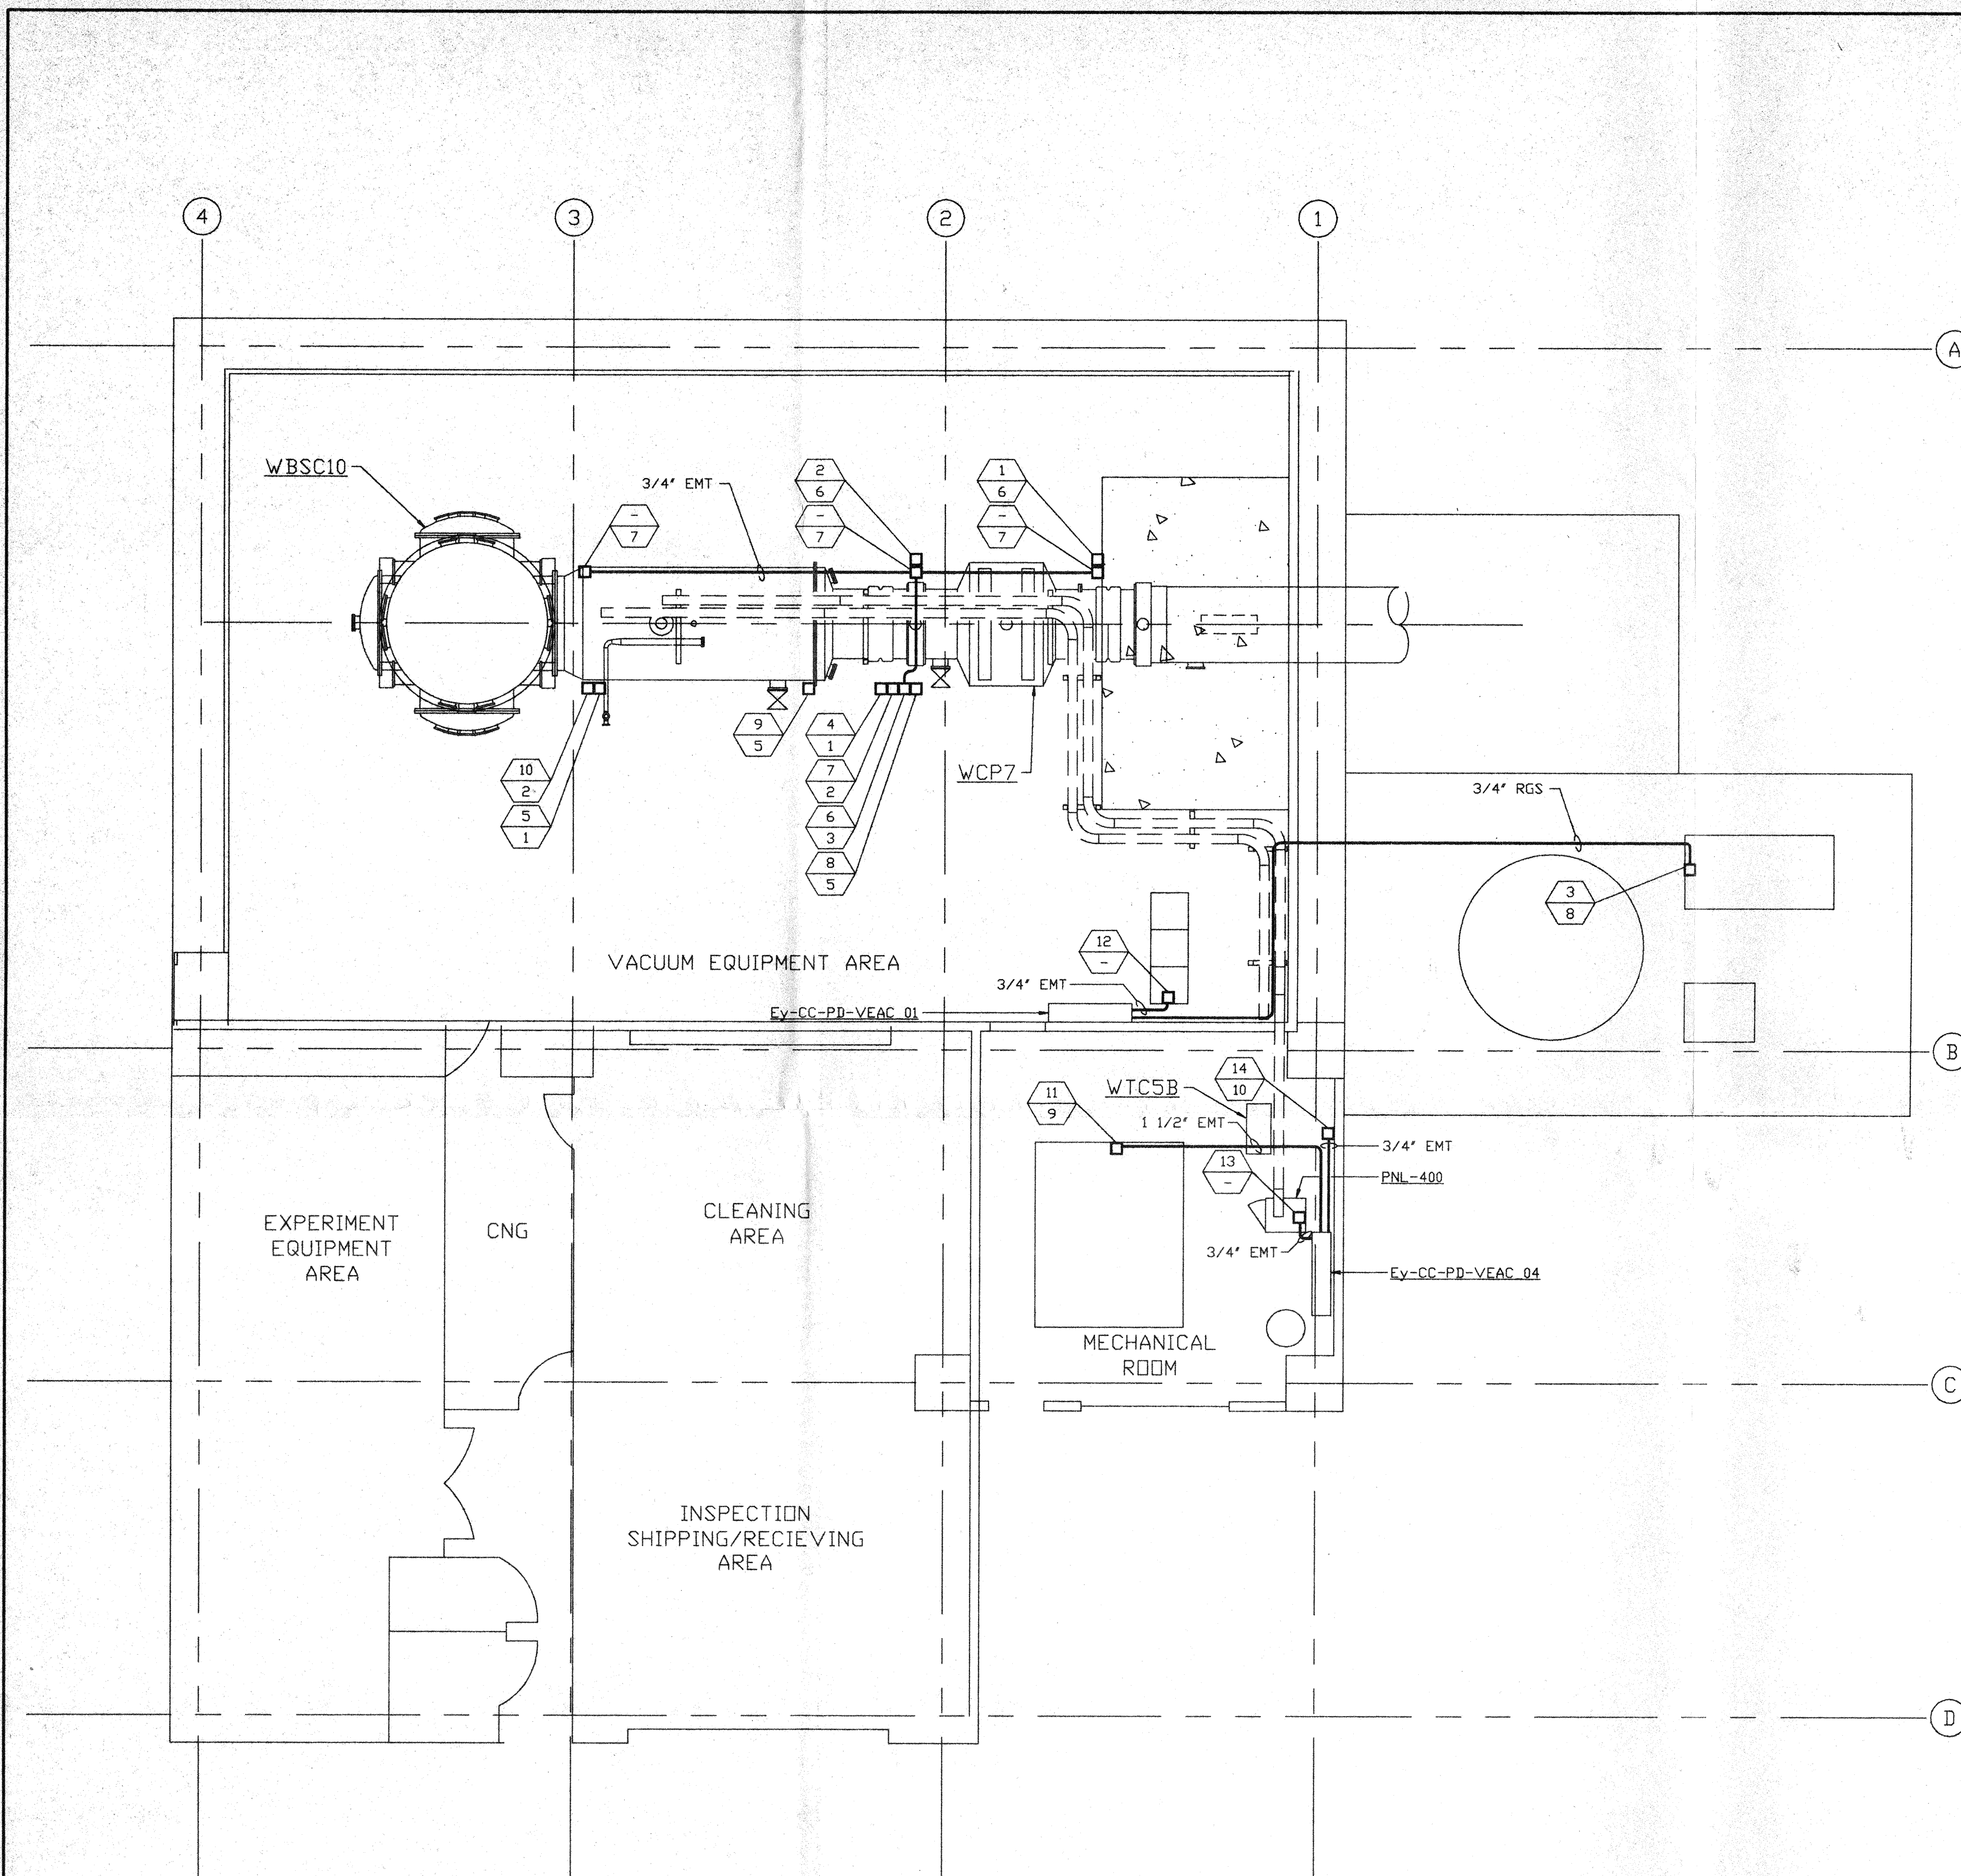 4
3
2
1
A
WBSC10
3/4" EMT
-
7
2
6
-
7
1
6
-
7
9
5
4
1
7
2
6
3
8
5
10
2
5
1
WCP7
3/4" RGS
3
8
12
-
VACUUM EQUIPMENT AREA
3/4" EMT
Ey-CC-PD-VEAC_01
B
14
10
WTC5B
11
9
1 1/2" EMT
3/4" EMT
13
-
PNL-400
CLEANING
AREA
EXPERIMENT
EQUIPMENT
AREA
CNG
3/4" EMT
Ey-CC-PD-VEAC_04
MECHANICAL
ROOM
C
INSPECTION
SHIPPING/RECIEVING
AREA
D